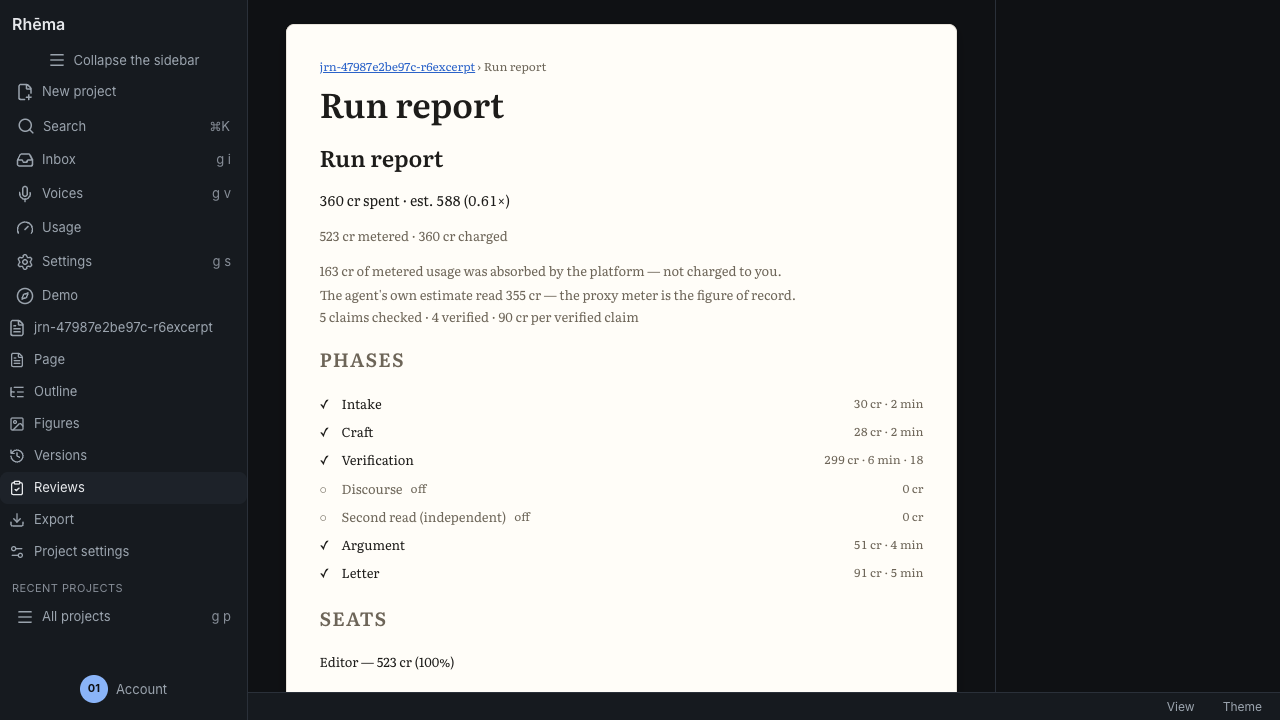 Rhēma
Collapse the sidebar
New project
Search ⌘K
Inbox g i
Voices g v
Usage
Settings g s
Demo
jrn-47987e2be97c-r6excerpt
Page
Outline
Figures
Versions
Reviews
Export
Project settings
RECENT PROJECTS
All projects g p
01 Account
jrn-47987e2be97c-r6excerpt › Run report
Run report
Run report
360 cr spent · est. 588 (0.61×)
523 cr metered · 360 cr charged
163 cr of metered usage was absorbed by the platform — not charged to you.
The agent's own estimate read 355 cr — the proxy meter is the figure of record.
5 claims checked · 4 verified · 90 cr per verified claim
PHASES
✓ Intake 30 cr · 2 min
✓ Craft 28 cr · 2 min
✓ Verification 299 cr · 6 min · 18
○ Discourse off 0 cr
○ Second read (independent) off 0 cr
✓ Argument 51 cr · 4 min
✓ Letter 91 cr · 5 min
SEATS
Editor — 523 cr (100%)
View Theme